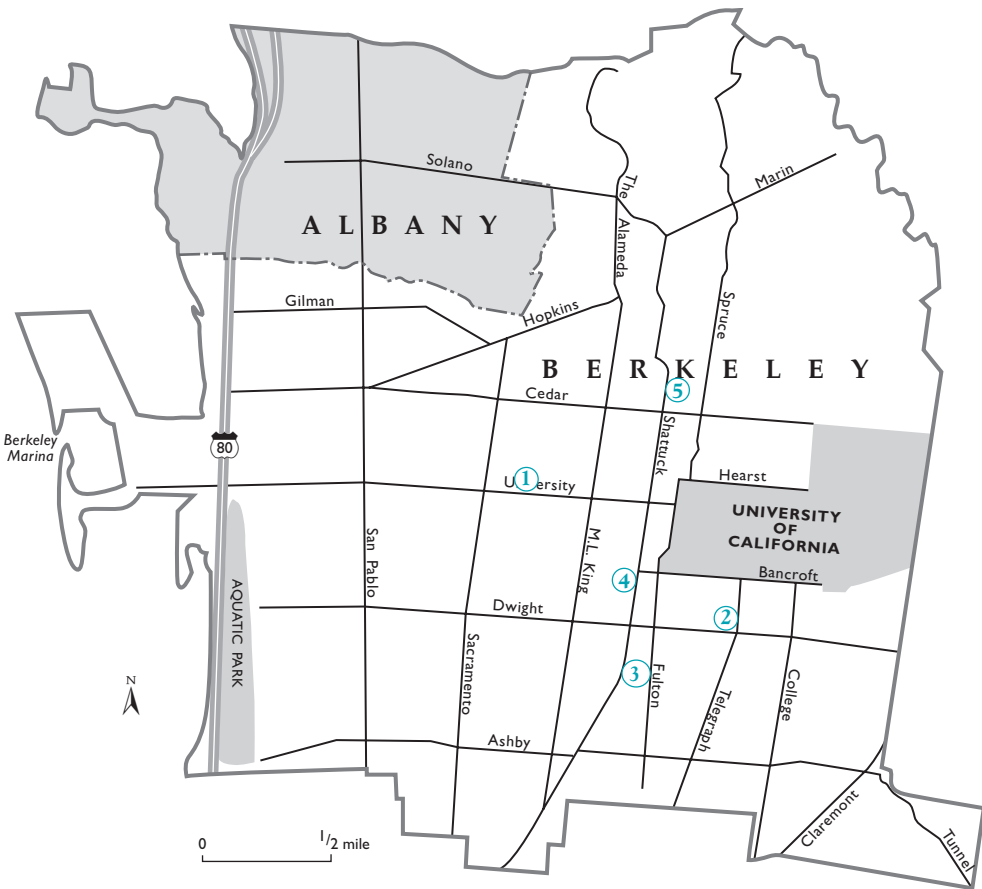 Solano
The
Marin
ALBANY
Alameda
Gilman
Hopkins
Spruce
BERKELEY
5
Cedar
Shattuck
Berkeley
Marina
80
1
Hearst
University
UNIVERSITY
OF
CALIFORNIA
San Pablo
M.L. King
4
Bancroft
AQUATIC PARK
Dwight
2
Sacramento
3
Fulton
Telegraph
College
N
Ashby
Claremont
Tunnel
0
1/2 mile